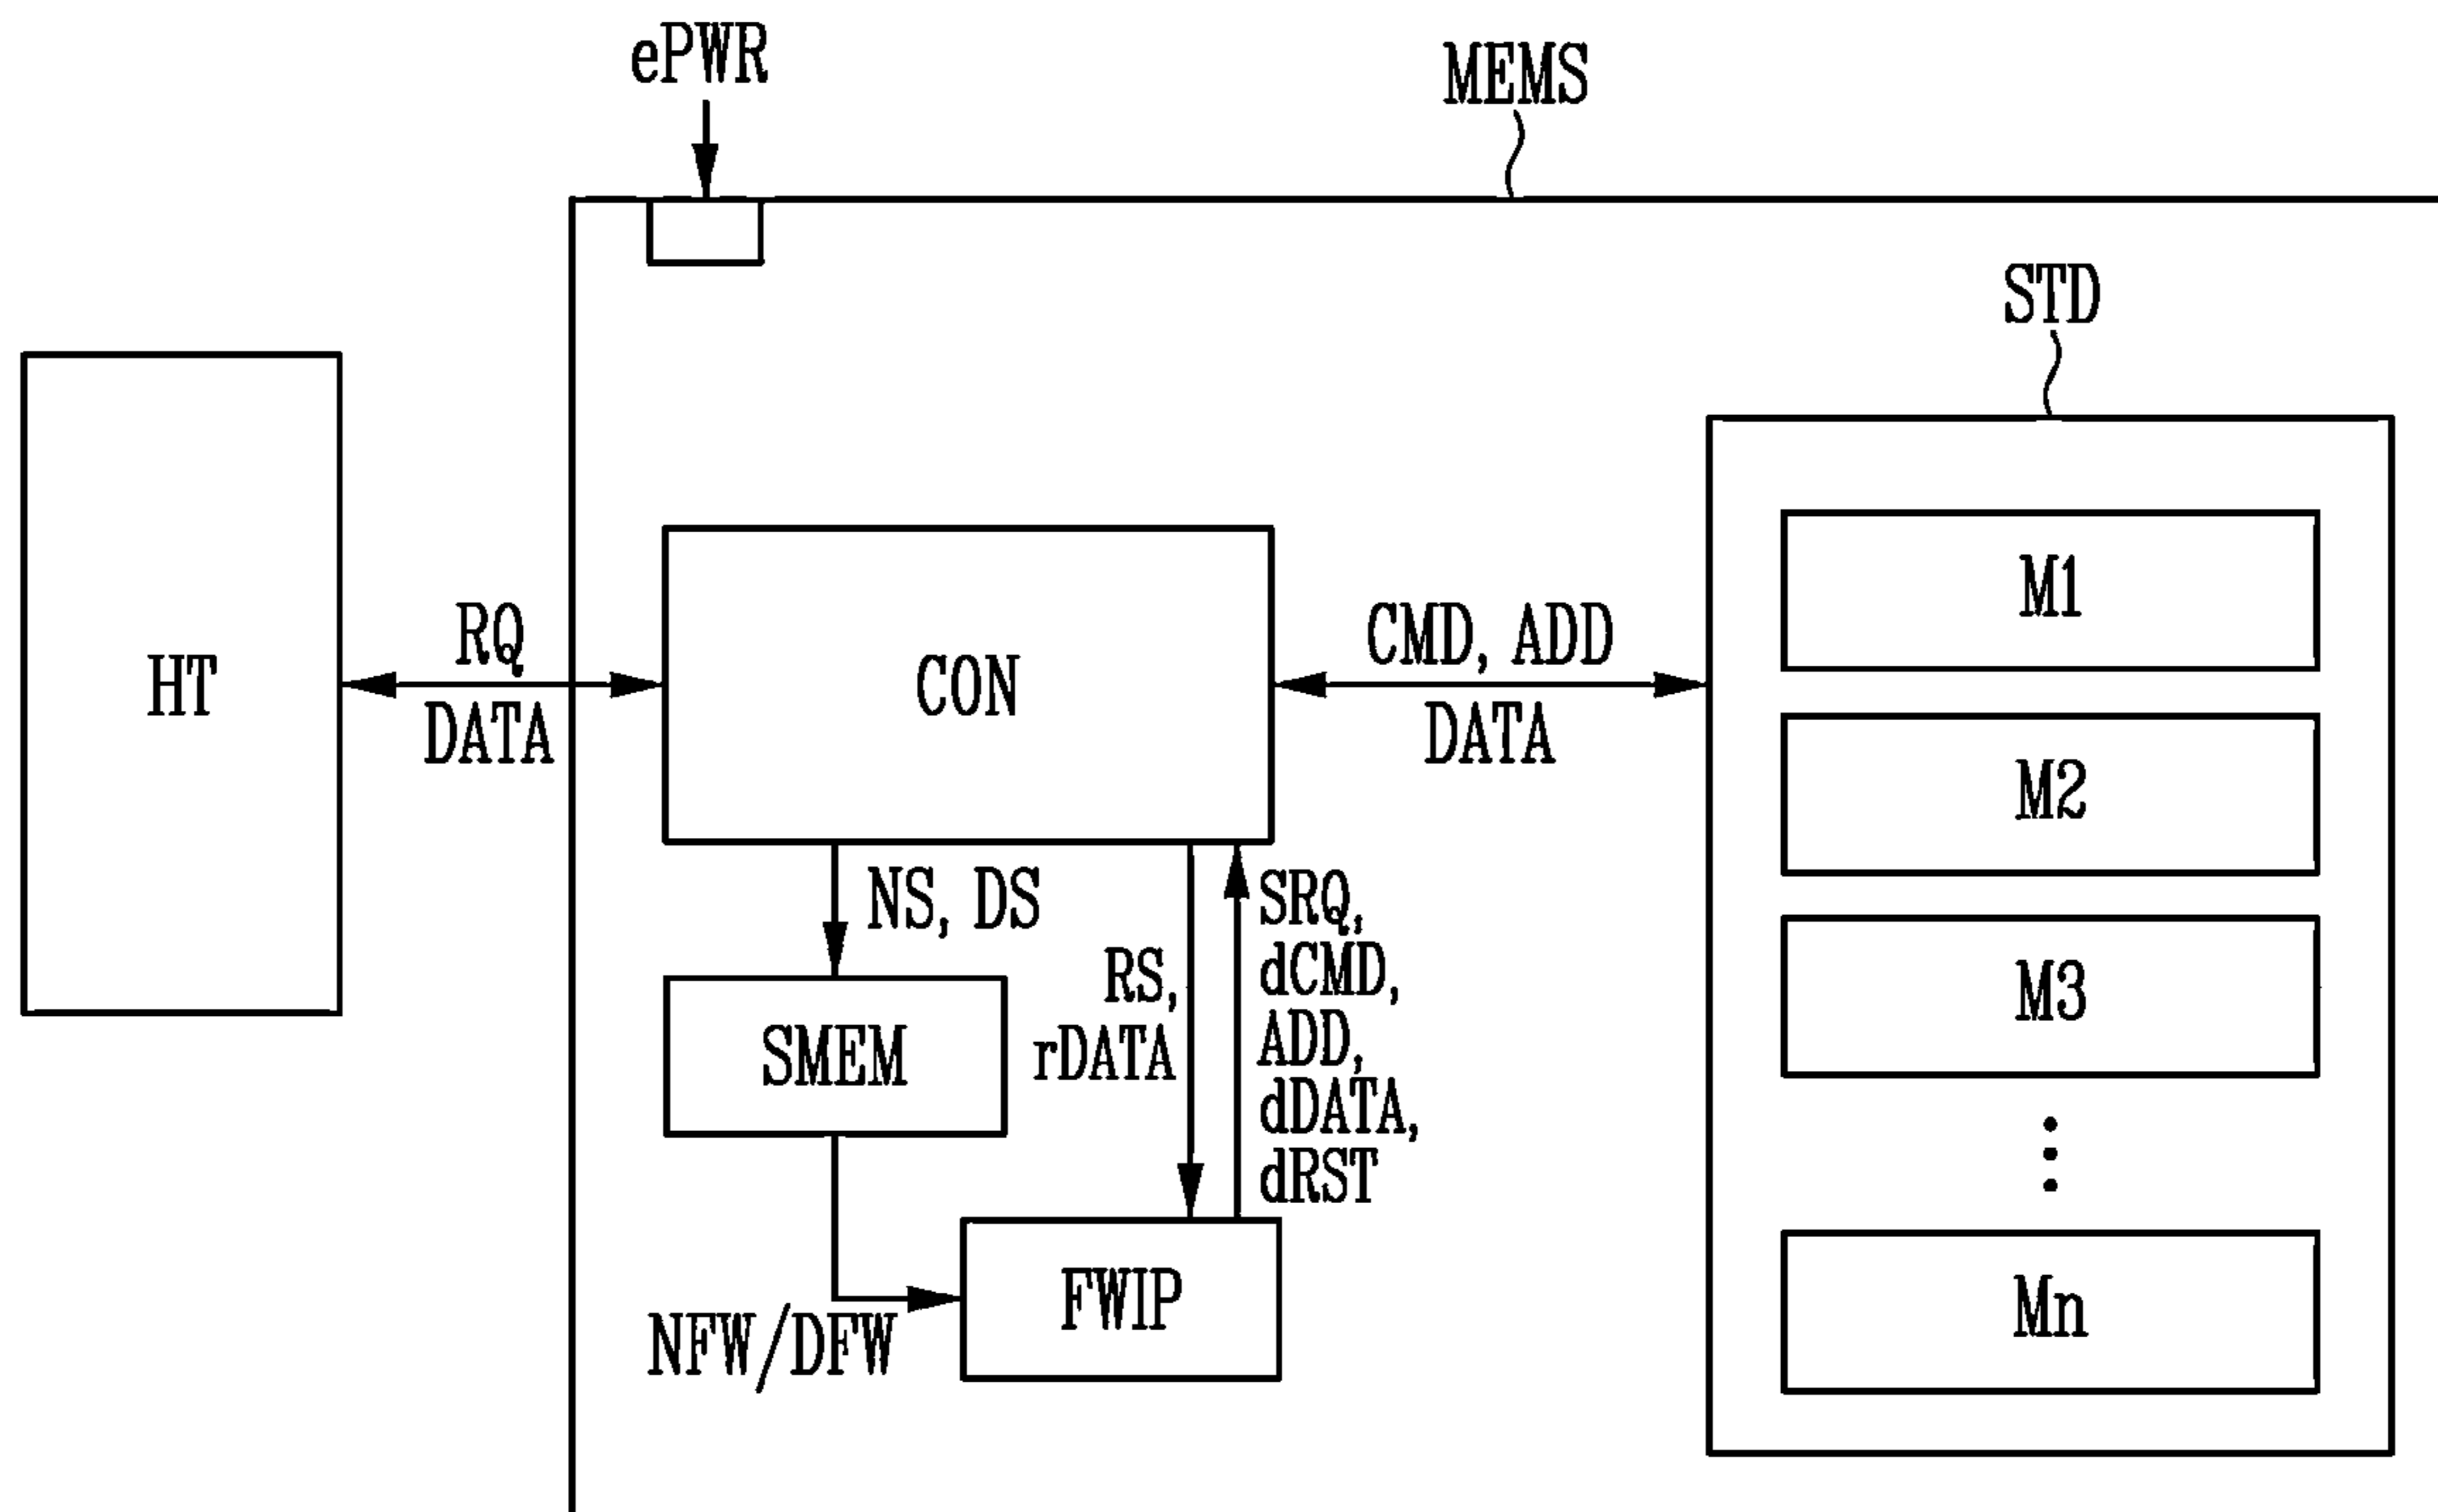 ePWR
MEMS
STD
HT
RQ
DATA
CON
CMD, ADD
DATA
M1
M2
M3
Mn
NS, DS
SMEM
RS,
rDATA
SRQ,
dCMD,
ADD,
dDATA,
dRST
NFW/DFW
FWIP